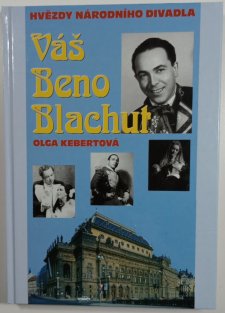 HVĚZDY NÁRODNÍHO DIVADLA
Váš
Beno
Blachut
OLGA KEBERTOVÁ